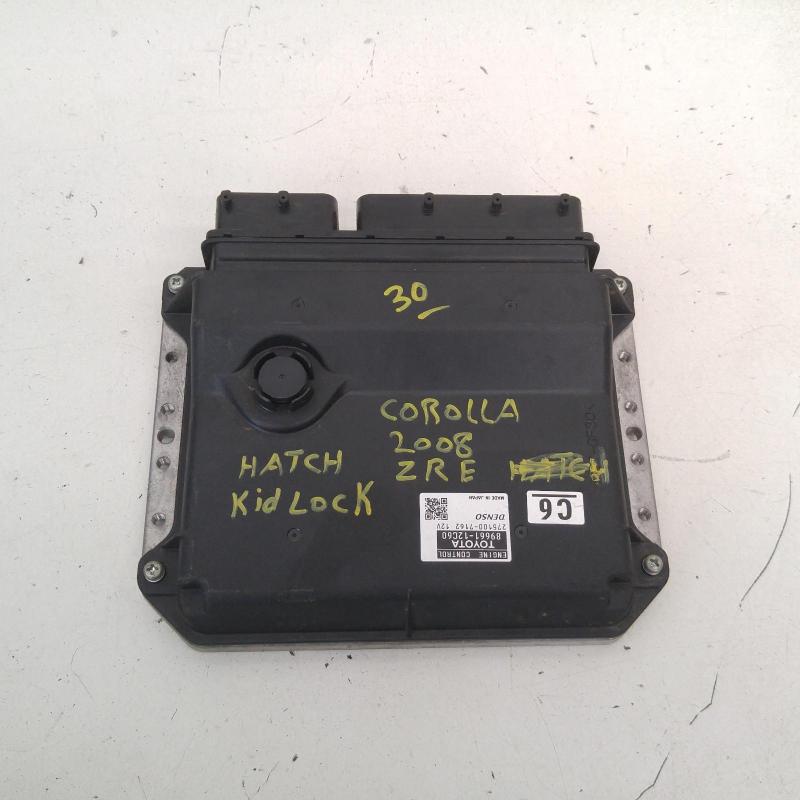 30
COROLLA
2008
ZRE
HATCH
Kid LOCK
C6
ENGINE CONTROL
TOYOTA
89661-12C60
275100-7162 12V
DENSO
MADE IN JAPAN